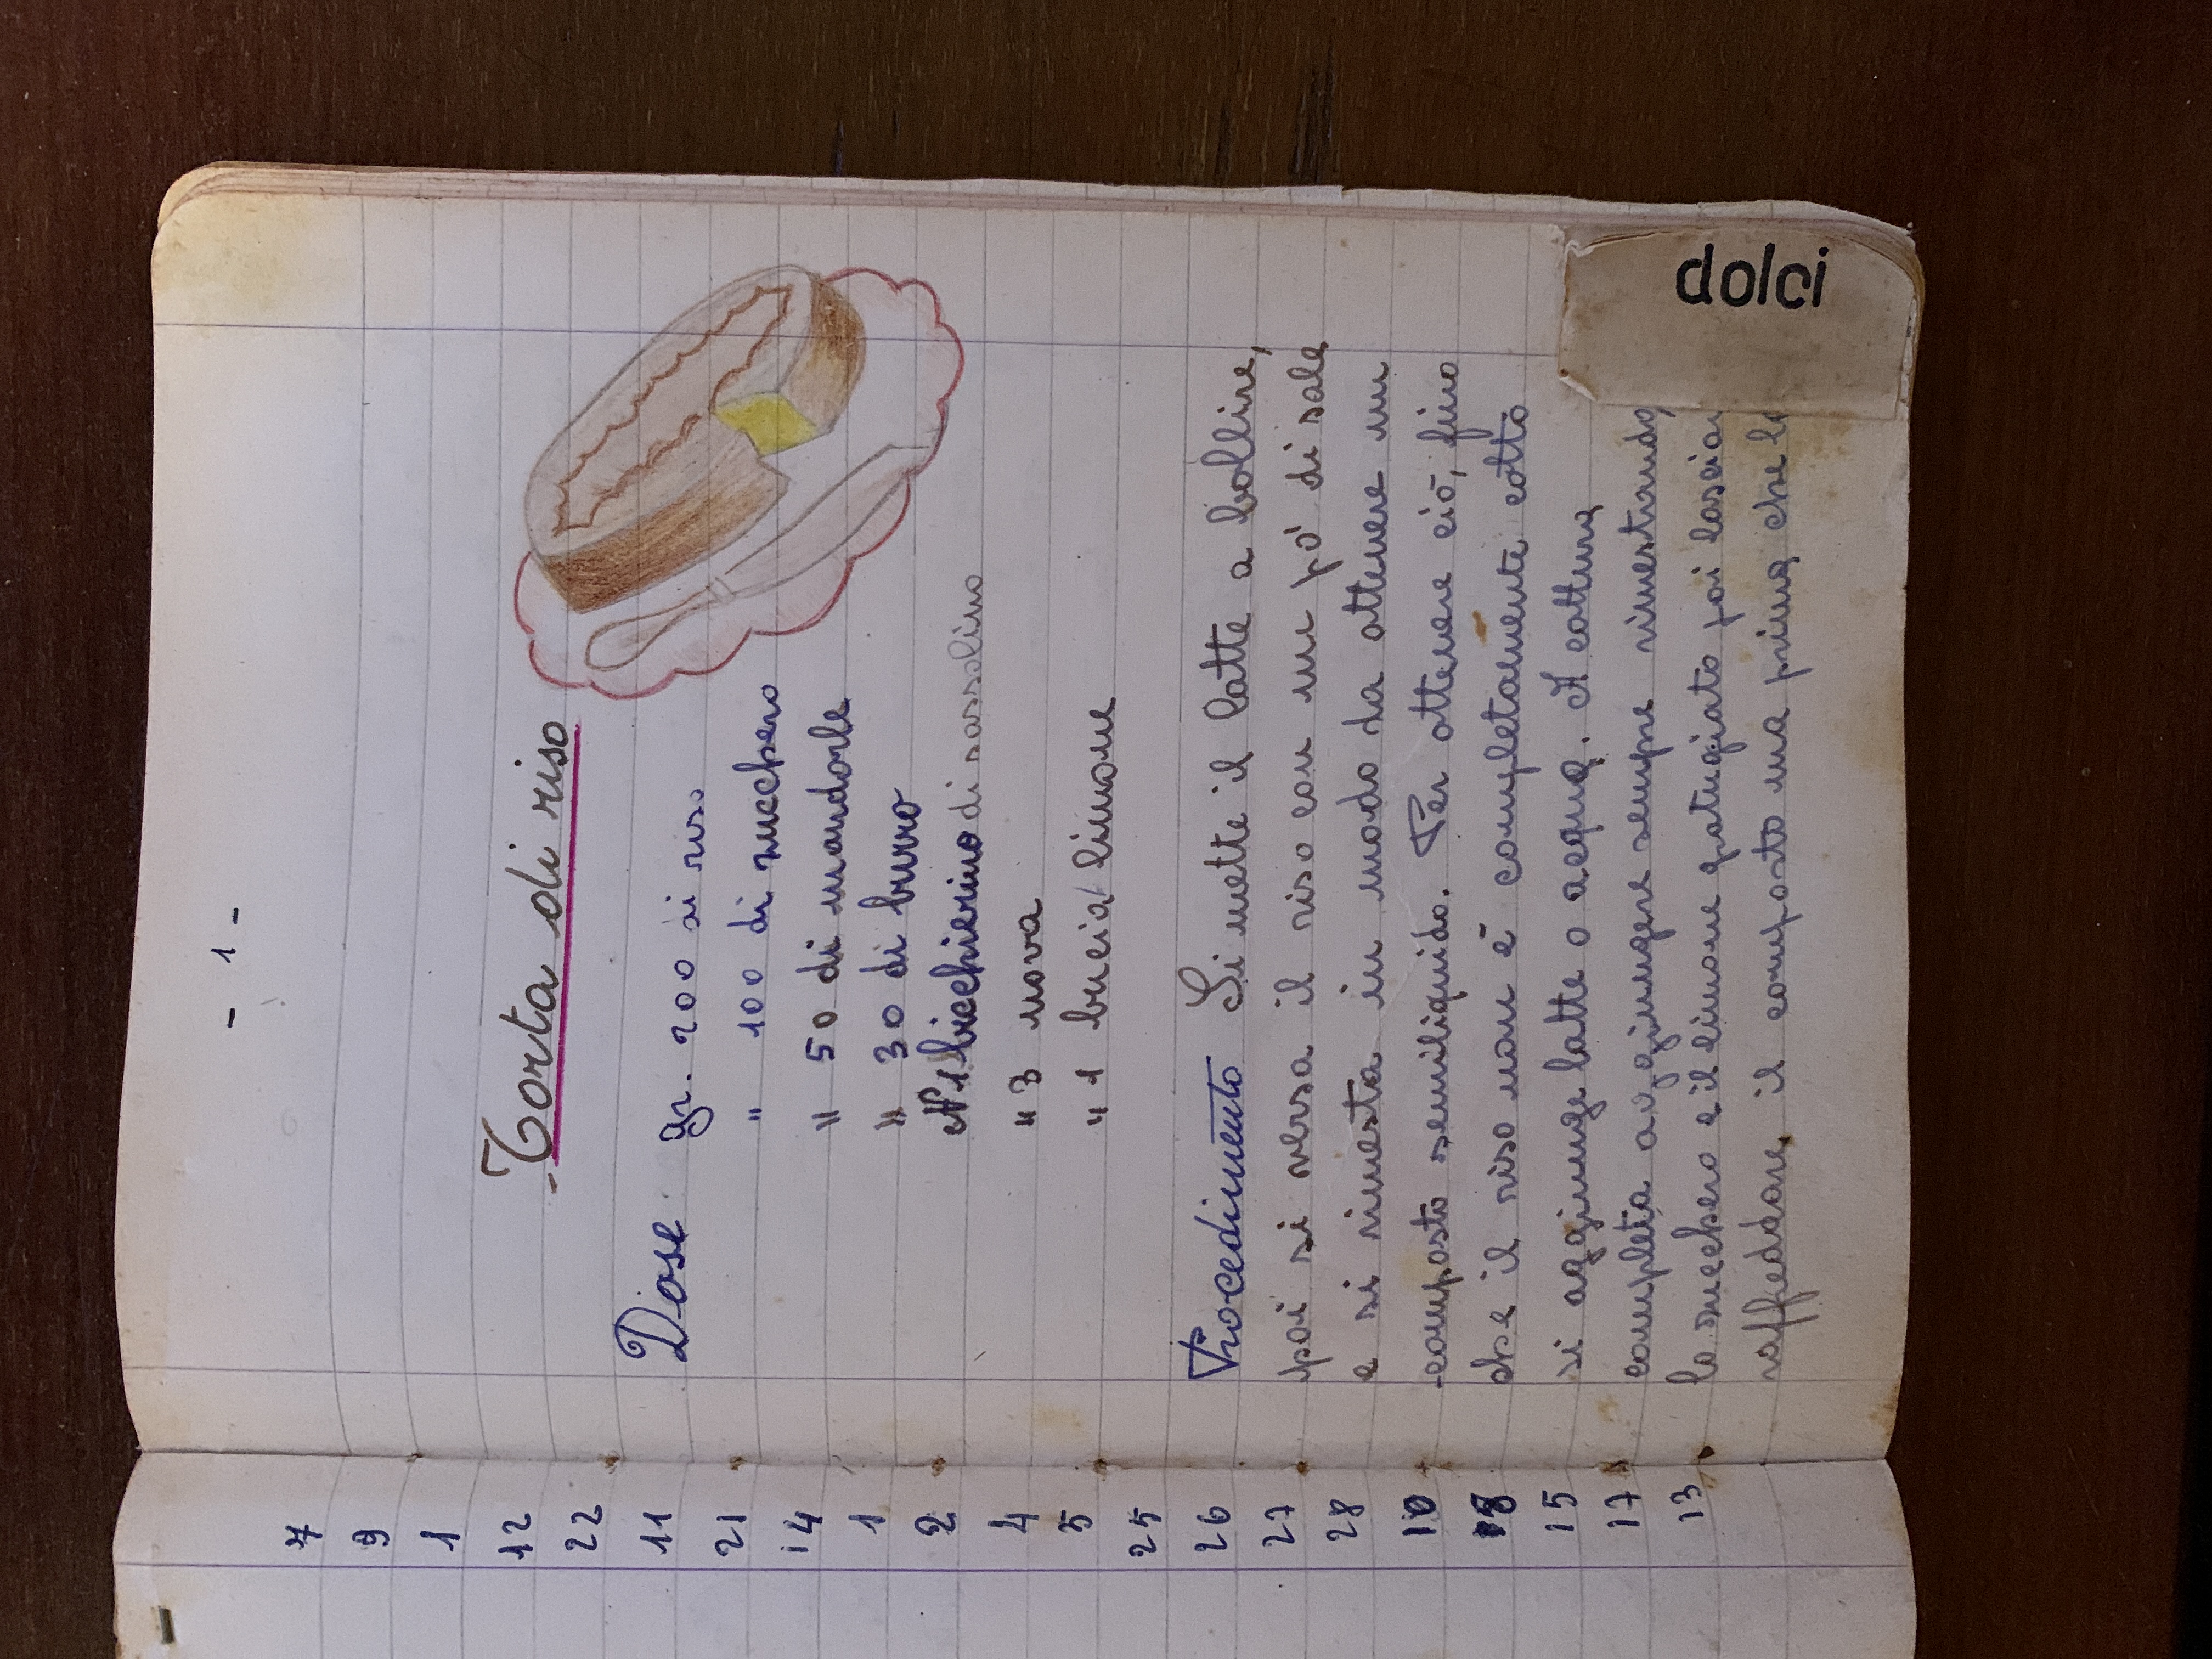 7
9
1
12
22
11
21
14
1
2
4
5
25
26
27
28
10
18
15
17
13
- 1 -
Torta di riso
Dose gr. 200 di riso
" 100 di zucchero
" 50 di mandorle
" 30 di burro
N 1 bicchierino di sassolino
" 3 uova
" 1 bucia limone
Procedimento Si mette il latte a bollire,
poi si versa il riso con un po' di sale
e si rimesta in modo da ottenere un
composto semiliquido. Per ottenere ciò, fino
che il riso non è completamente cotto
si aggiunge latte o acqua. A cottura
completa aggiungere sempre rimestando
lo zucchero e il limone gratugiato poi lasciar
raffreddare il composto ma prima che
dolci